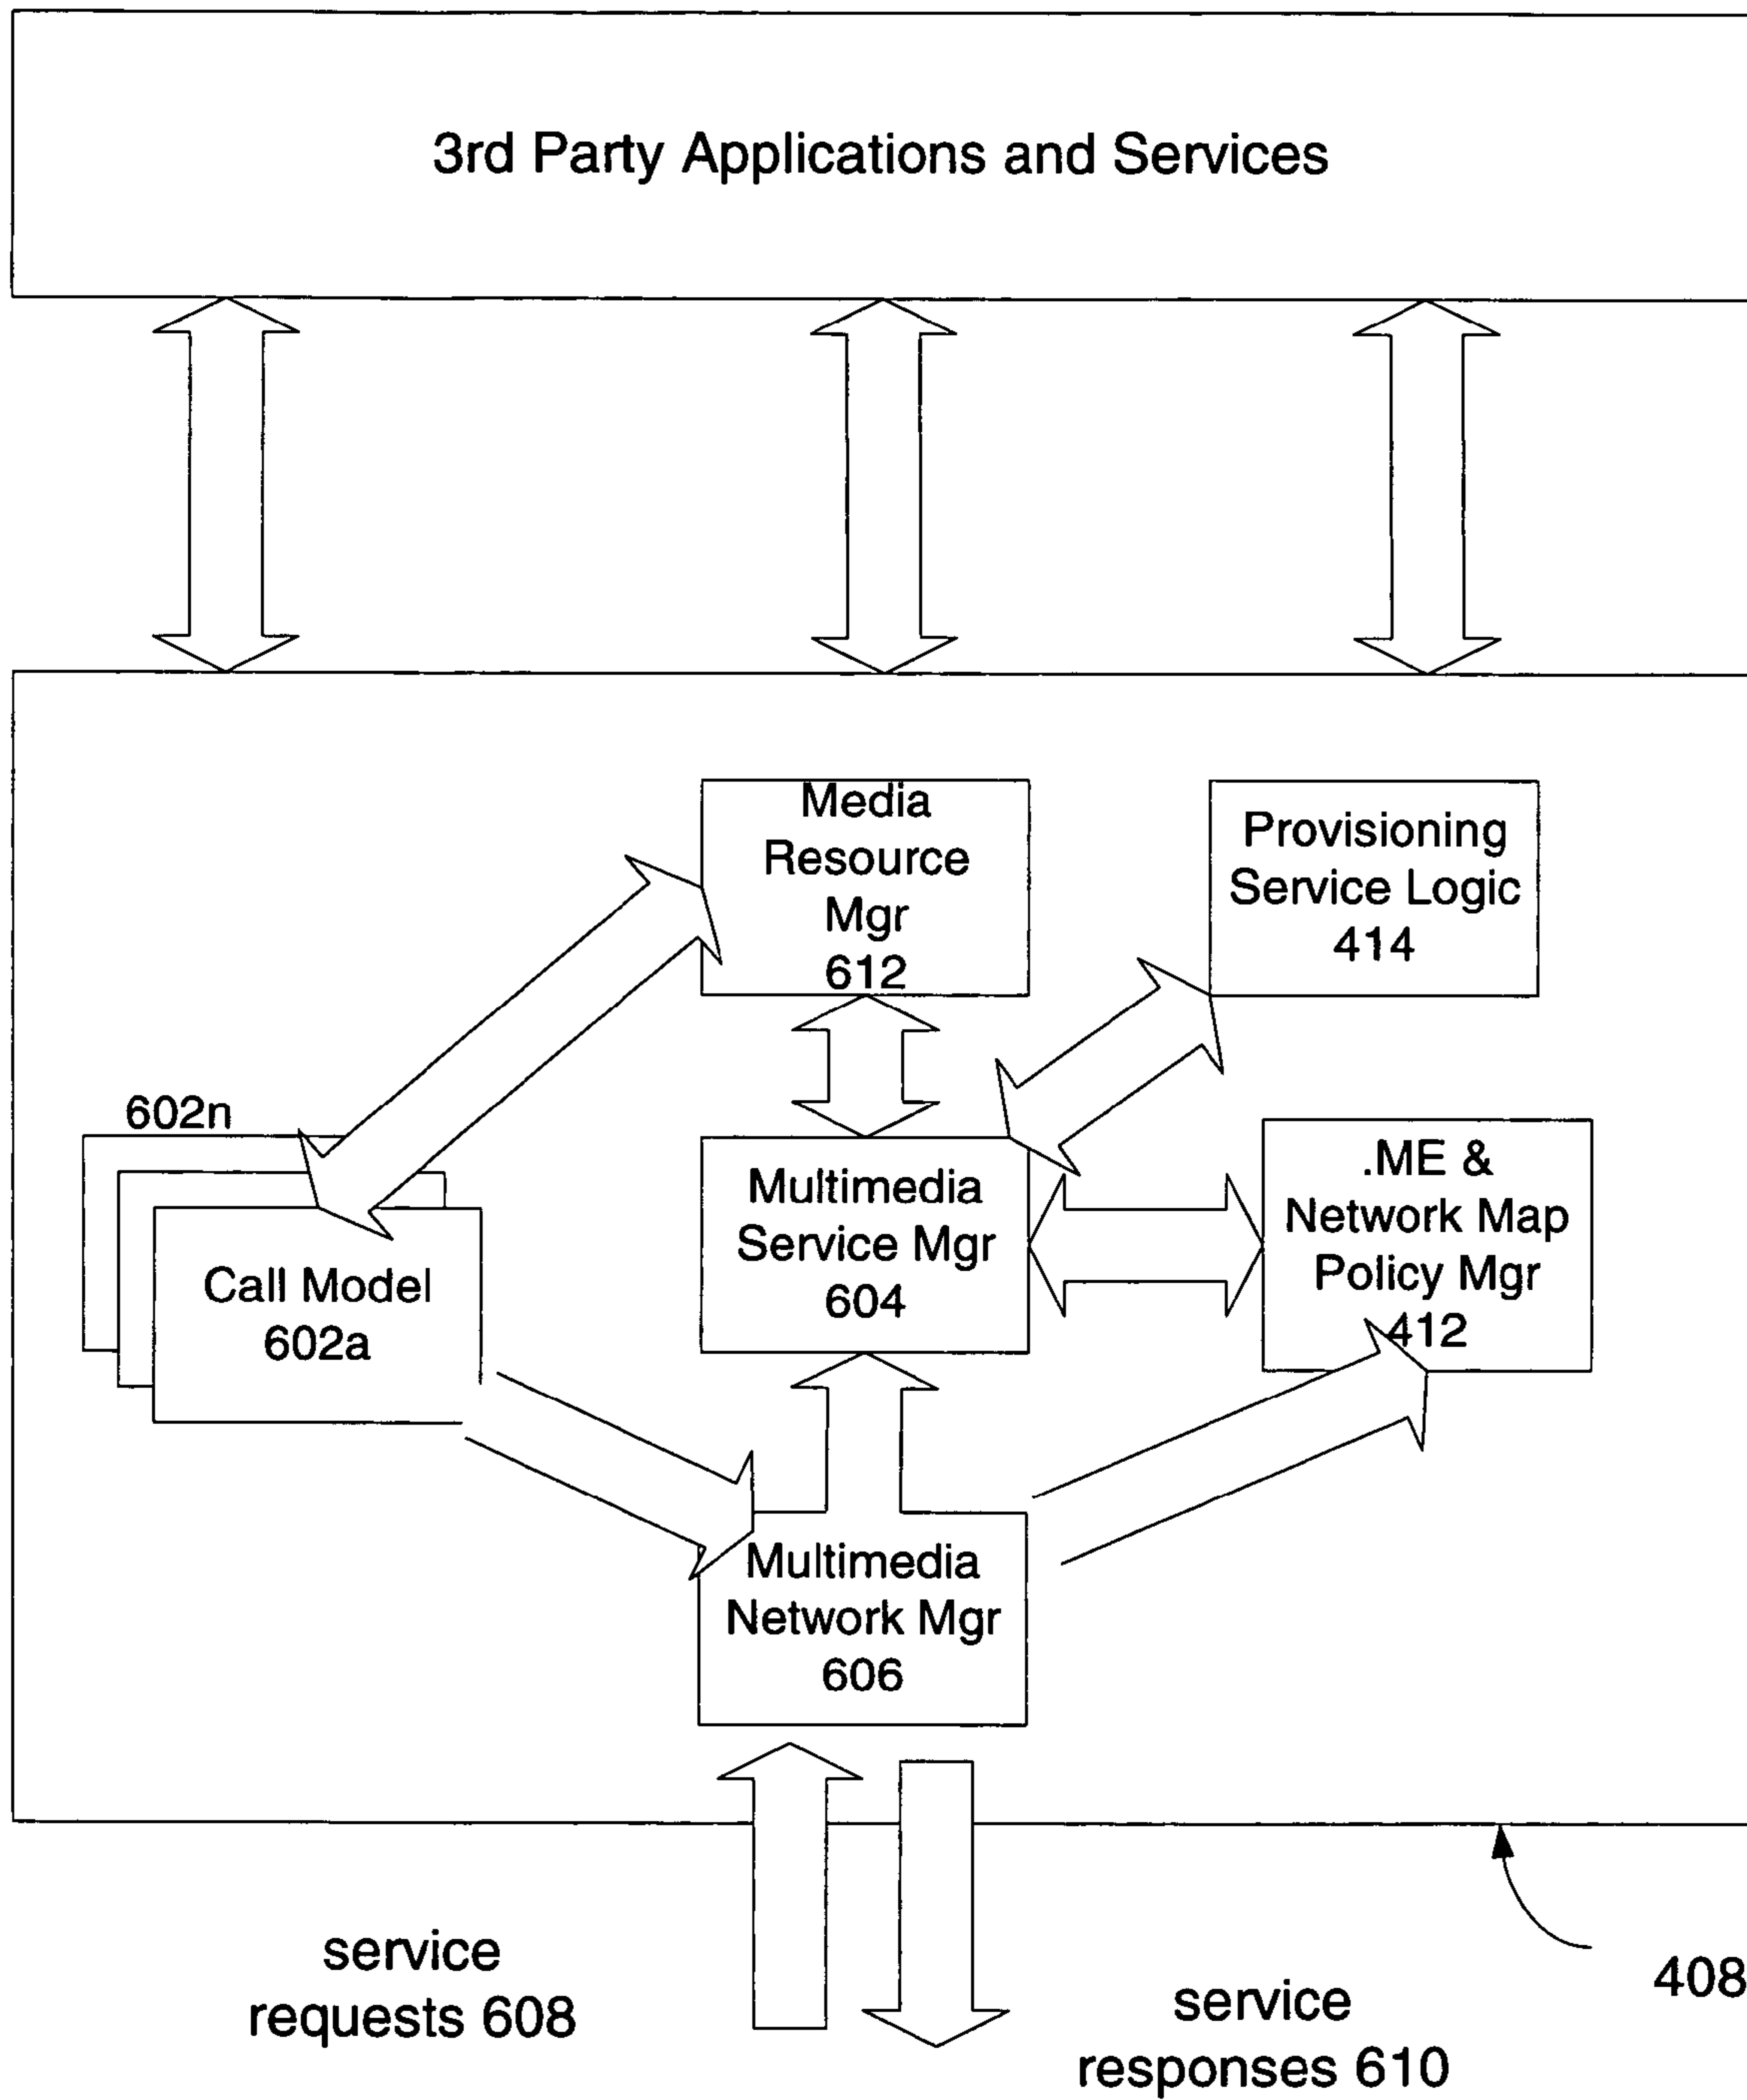 3rd Party Applications and Services
Media
Resource
Mgr
612
Provisioning
Service Logic
414
602n
Call Model
602a
Multimedia
Service Mgr
604
.ME &
Network Map
Policy Mgr
412
Multimedia
Network Mgr
606
service
requests 608
service
responses 610
408